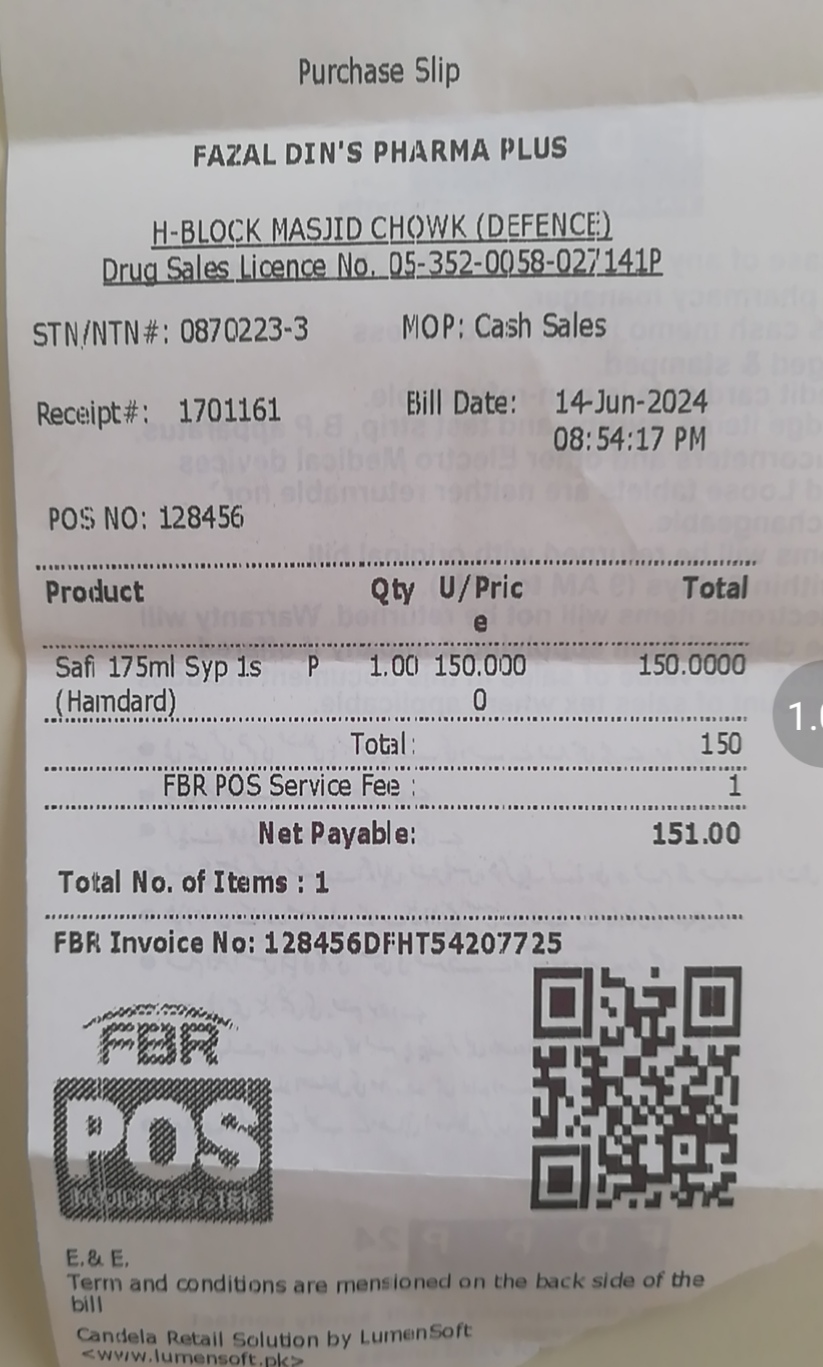 Purchase Slip
FAZAL DIN'S PHARMA PLUS
H-BLOCK MASJID CHOWK (DEFENCE)
Drug Sales Licence No. 05-352-0058-027141P
STN/NTN#: 0870223-3 MOP: Cash Sales
Receipt#: 1701161 Bill Date: 14-Jun-2024
08:54:17 PM
POS NO: 128456
Product Qty U/Pric Total
e
Safi 175ml Syp 1s P 1.00 150.000 150.0000
(Hamdard) 0
Total: 150
FBR POS Service Fee : 1
Net Payable: 151.00
Total No. of Items : 1
FBR Invoice No: 128456DFHT54207725
FBR
POS
INVOICING SYSTEM
E.& E.
Term and conditions are mensioned on the back side of the
bill
Candela Retail Solution by LumenSoft
<www.lumensoft.pk>